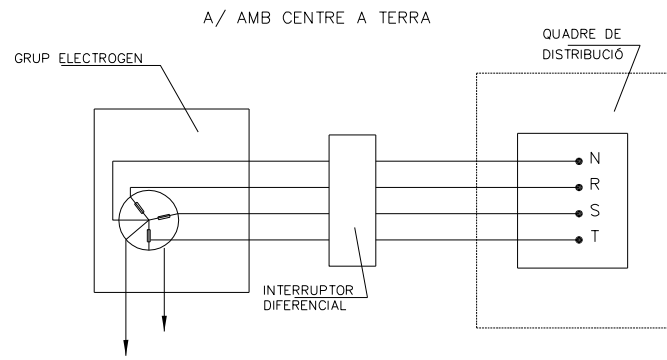 A/ AMB CENTRE A TERRA
QUADRE DE
DISTRIBUCIÓ
GRUP ELECTROGEN
N
R
S
T
INTERRUPTOR
DIFERENCIAL